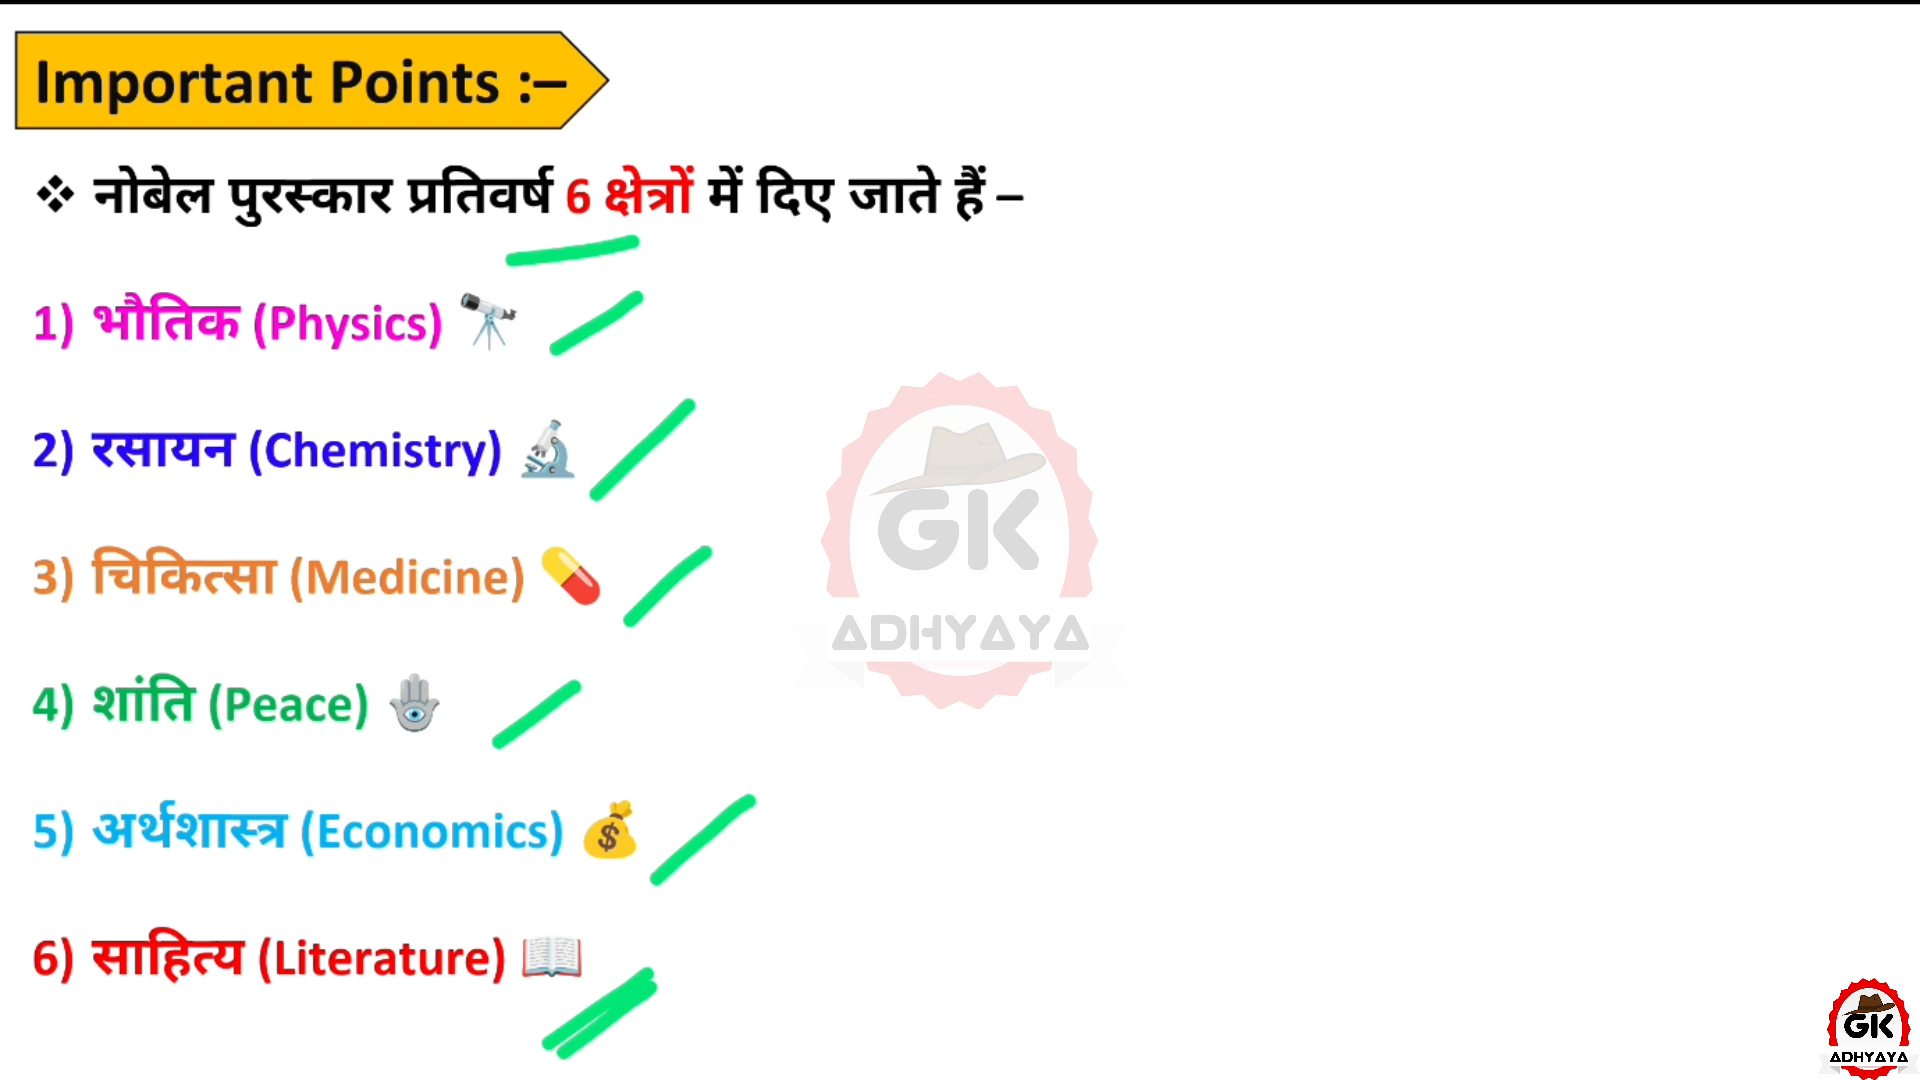 Important Points :–
❖ नोबेल पुरस्कार प्रतिवर्ष 6 क्षेत्रों में दिए जाते हैं –
1) भौतिक (Physics)
2) रसायन (Chemistry)
3) चिकित्सा (Medicine)
4) शांति (Peace)
5) अर्थशास्त्र (Economics)
6) साहित्य (Literature)
GK
ADHYAYA
GK
ADHYAYA